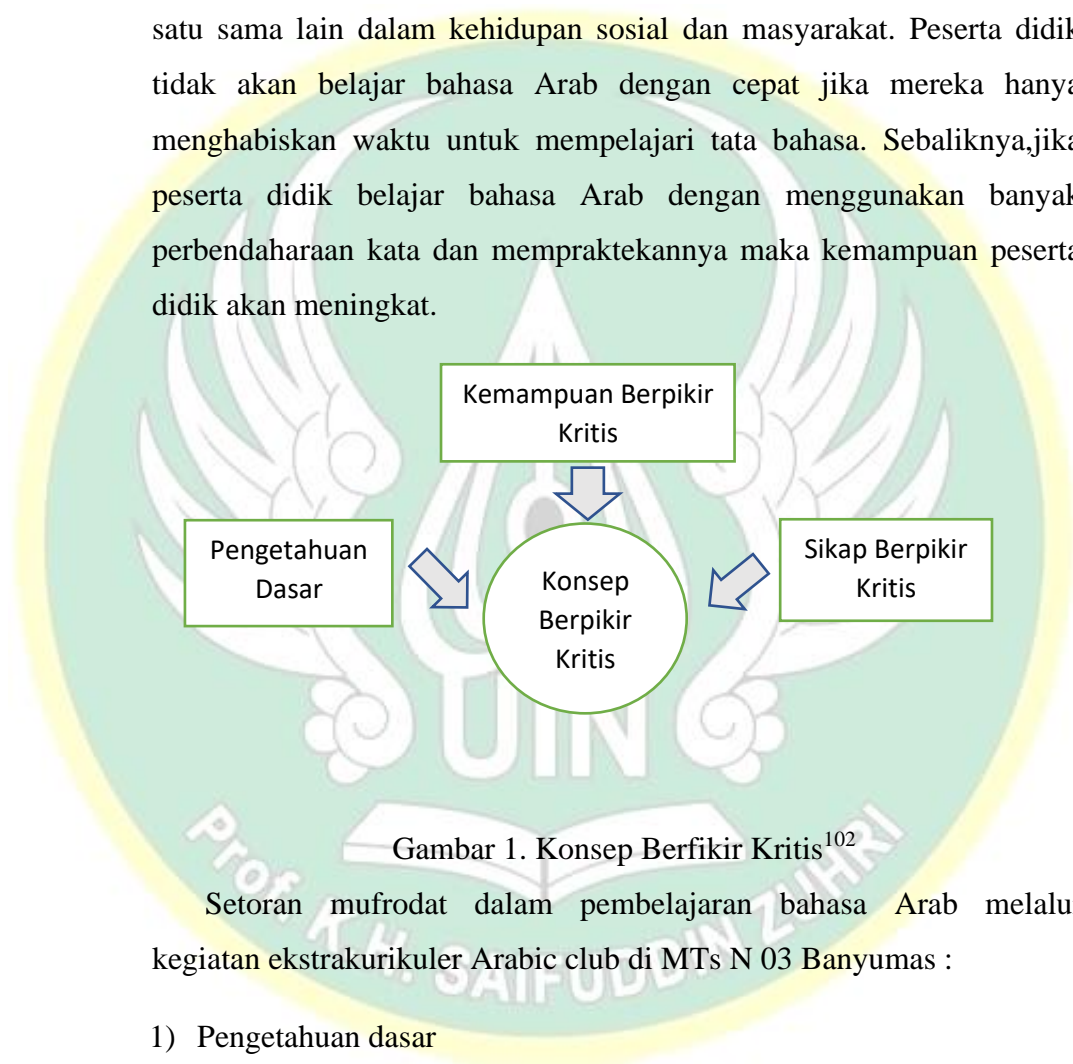 satu sama lain dalam kehidupan sosial dan masyarakat. Peserta didik
tidak akan belajar bahasa Arab dengan cepat jika mereka hanya
menghabiskan waktu untuk mempelajari tata bahasa. Sebaliknya,jika
peserta didik belajar bahasa Arab dengan menggunakan banyak
perbendaharaan kata dan mempraktekannya maka kemampuan peserta
didik akan meningkat.
Kemampuan Berpikir
Kritis
Pengetahuan
Dasar
Konsep
Berpikir
Kritis
Sikap Berpikir
Kritis
UIN
Prof. K.H. SAIFUDDIN ZUHRI
Gambar 1. Konsep Berfikir Kritis102
Setoran mufrodat dalam pembelajaran bahasa Arab melalui
kegiatan ekstrakurikuler Arabic club di MTs N 03 Banyumas :
1) Pengetahuan dasar